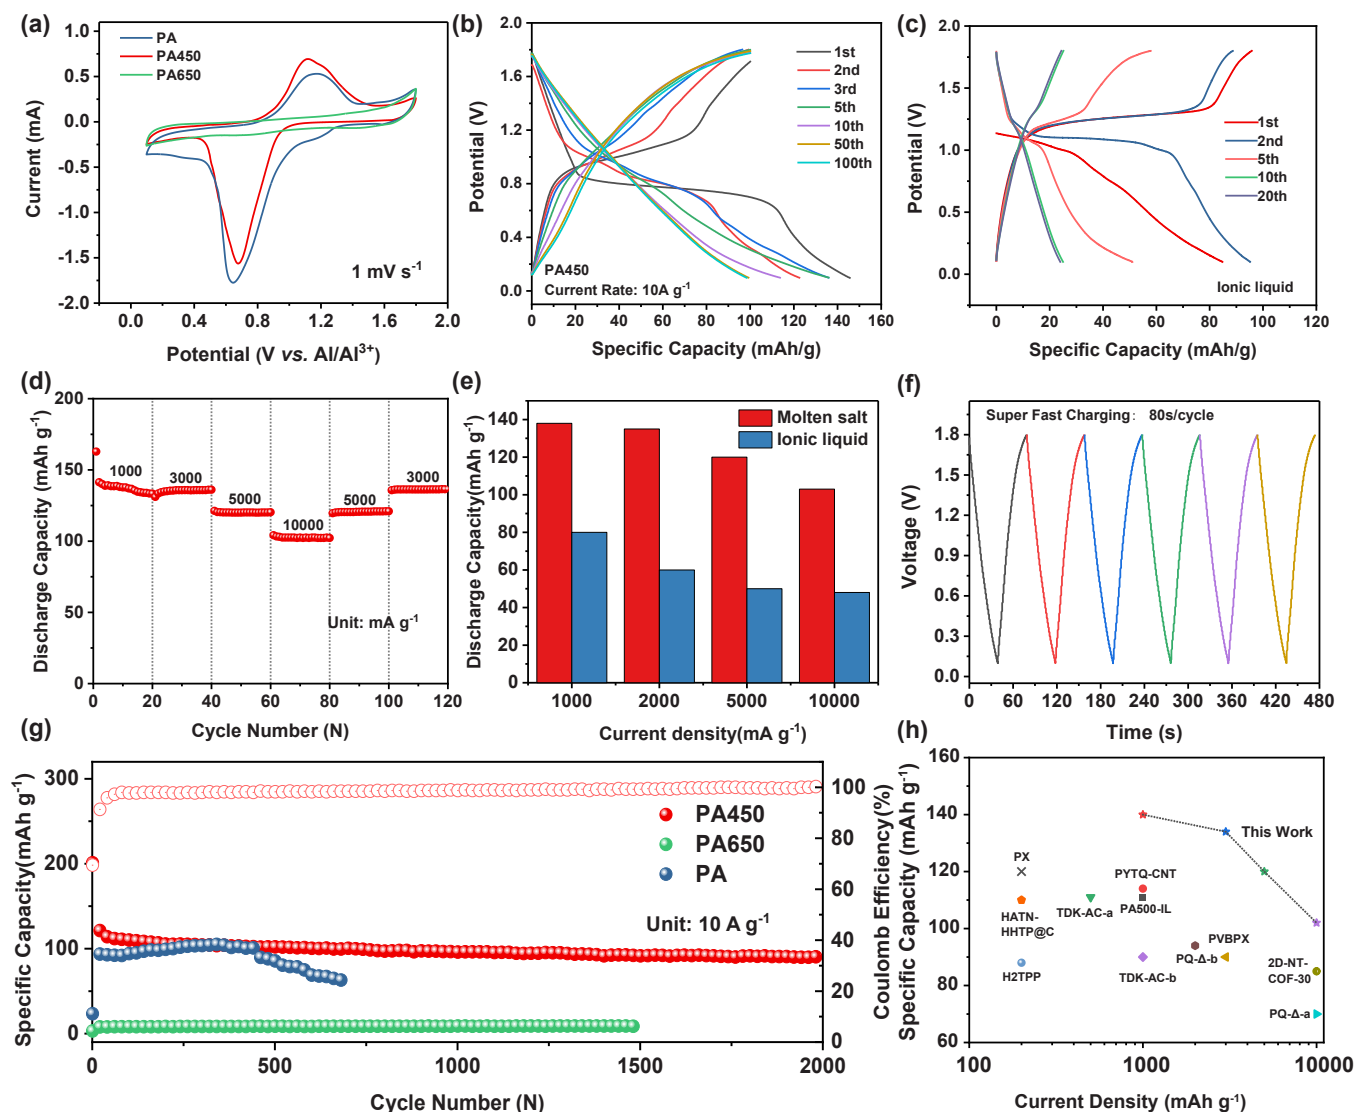 (a)
PA
PA450
PA650
1 mV s⁻¹
Current (mA)
1.0
0.5
0.0
-0.5
-1.0
-1.5
-2.0
0.0 0.4 0.8 1.2 1.6 2.0
Potential (V vs. Al/Al³⁺)
(b)
1st
2nd
3rd
5th
10th
50th
100th
PA450
Current Rate: 10A g⁻¹
Potential (V)
2.0
1.6
1.2
0.8
0.4
0.0
0 20 40 60 80 100 120 140 160
Specific Capacity (mAh/g)
(c)
1st
2nd
5th
10th
20th
Ionic liquid
Potential (V)
2.0
1.5
1.0
0.5
0.0
0 20 40 60 80 100 120
Specific Capacity (mAh/g)
(d)
1000
3000
5000
10000
5000
3000
Unit: mA g⁻¹
Discharge Capacity (mAh g⁻¹)
200
150
100
50
0
0 20 40 60 80 100 120
Cycle Number (N)
(e)
Molten salt
Ionic liquid
Discharge Capacity(mAh g⁻¹)
140
120
100
80
60
40
20
0
1000 2000 5000 10000
Current density(mA g⁻¹)
(f)
Super Fast Charging: 80s/cycle
Voltage (V)
1.8
1.5
1.2
0.9
0.6
0.3
0.0
0 60 120 180 240 300 360 420 480
Time (s)
(g)
PA450
PA650
PA
Unit: 10 A g⁻¹
Specific Capacity(mAh g⁻¹)
300
200
100
0
Coulomb Efficiency(%)
100
80
60
40
20
0
0 500 1000 1500 2000
Cycle Number (N)
(h)
This Work
PX
PYTQ-CNT
HATN-
HHTP@C
TDK-AC-a
PA500-IL
PVBPX
H2TPP
TDK-AC-b
PQ-Δ-b
2D-NT-
COF-30
PQ-Δ-a
Specific Capacity (mAh g⁻¹)
160
140
120
100
80
60
100 1000 10000
Current Density (mAh g⁻¹)